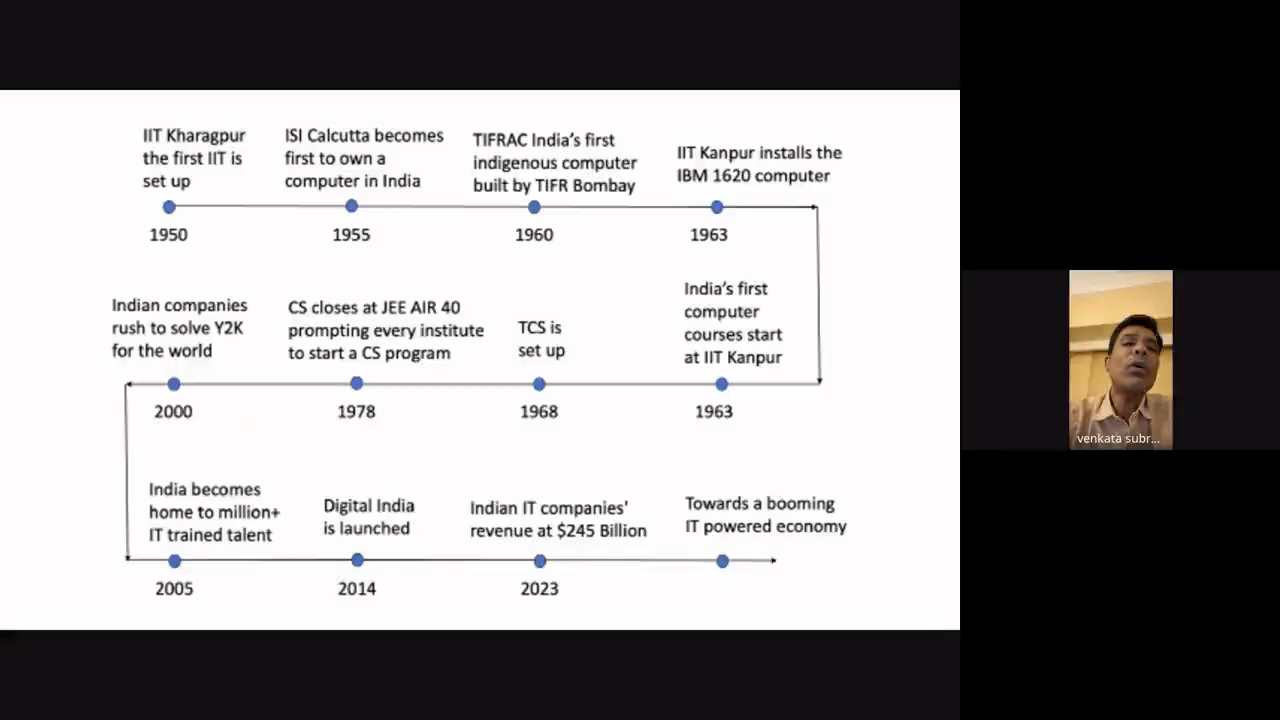 IIT Kharagpur
the first IIT is
set up
1950
ISI Calcutta becomes
first to own a
computer in India
1955
TIFRAC India's first
indigenous computer
built by TIFR Bombay
1960
IIT Kanpur installs the
IBM 1620 computer
1963
India's first
computer
courses start
at IIT Kanpur
1963
TCS is
set up
1968
CS closes at JEE AIR 40
prompting every institute
to start a CS program
1978
Indian companies
rush to solve Y2K
for the world
2000
India becomes
home to million+
IT trained talent
2005
Digital India
is launched
2014
Indian IT companies'
revenue at $245 Billion
2023
Towards a booming
IT powered economy
venkata subr...